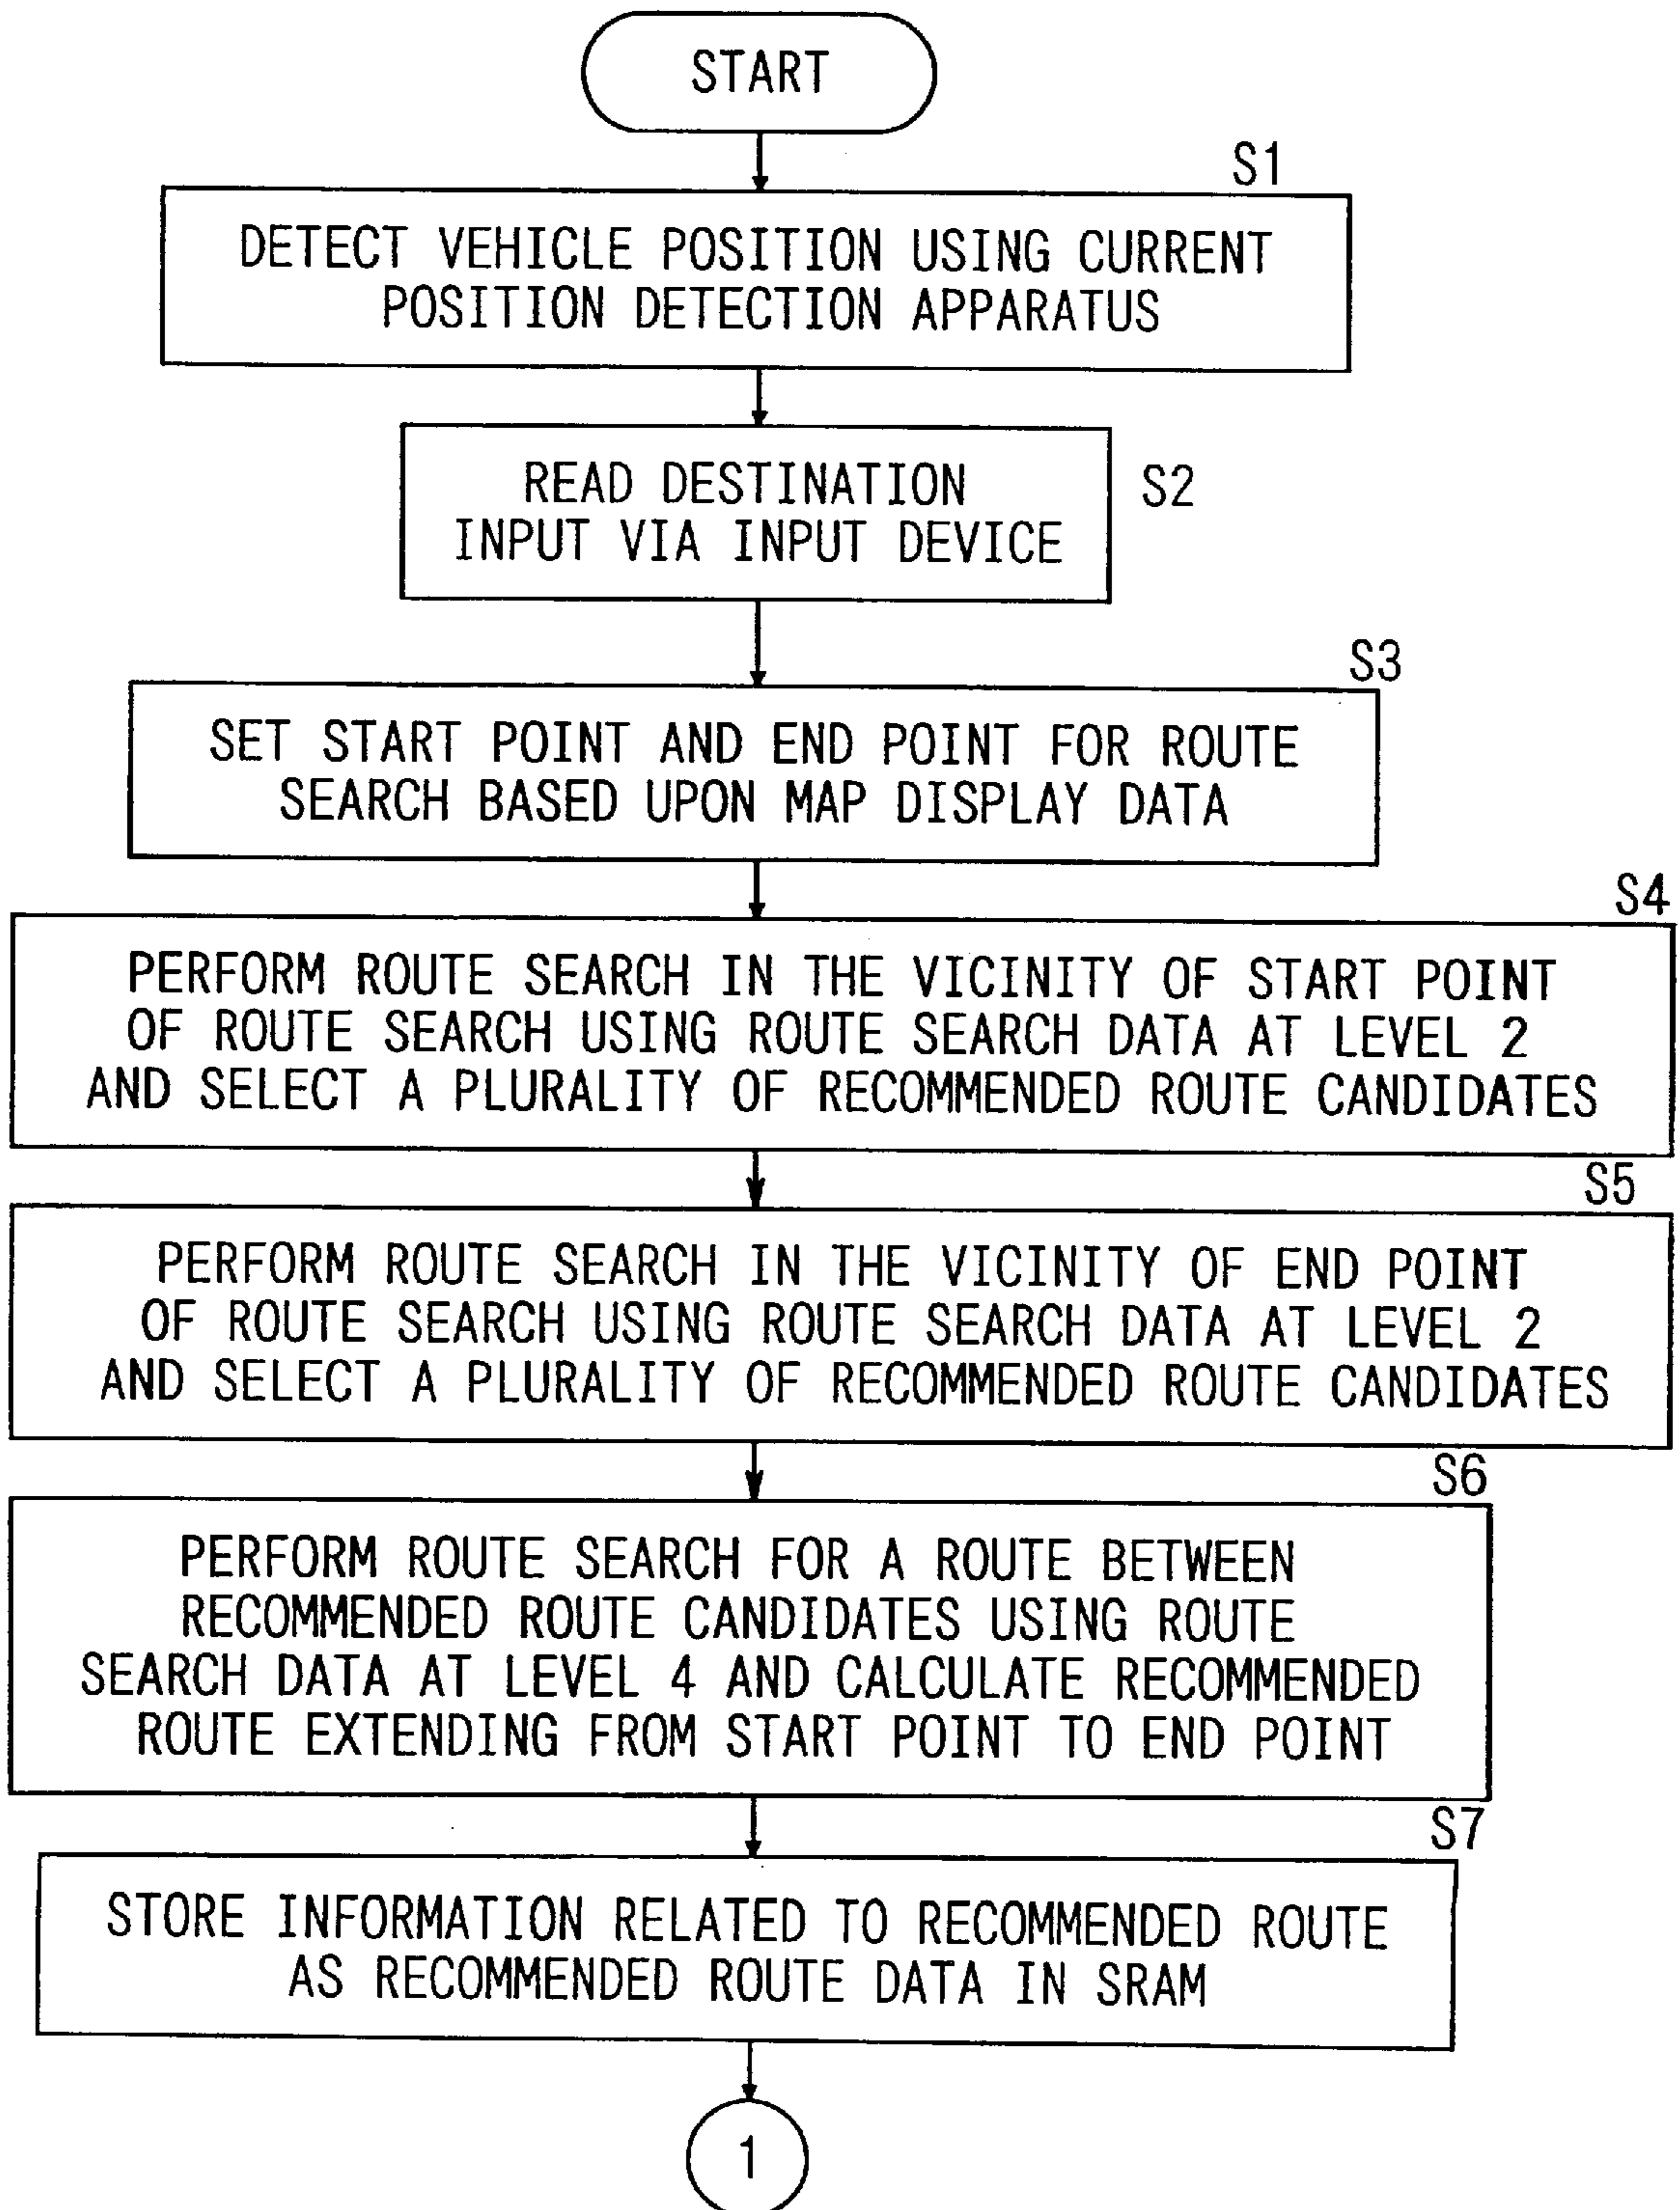 START
S1
DETECT VEHICLE POSITION USING CURRENT
POSITION DETECTION APPARATUS
READ DESTINATION
INPUT VIA INPUT DEVICE
S2
S3
SET START POINT AND END POINT FOR ROUTE
SEARCH BASED UPON MAP DISPLAY DATA
S4
PERFORM ROUTE SEARCH IN THE VICINITY OF START POINT
OF ROUTE SEARCH USING ROUTE SEARCH DATA AT LEVEL 2
AND SELECT A PLURALITY OF RECOMMENDED ROUTE CANDIDATES
S5
PERFORM ROUTE SEARCH IN THE VICINITY OF END POINT
OF ROUTE SEARCH USING ROUTE SEARCH DATA AT LEVEL 2
AND SELECT A PLURALITY OF RECOMMENDED ROUTE CANDIDATES
S6
PERFORM ROUTE SEARCH FOR A ROUTE BETWEEN
RECOMMENDED ROUTE CANDIDATES USING ROUTE
SEARCH DATA AT LEVEL 4 AND CALCULATE RECOMMENDED
ROUTE EXTENDING FROM START POINT TO END POINT
S7
STORE INFORMATION RELATED TO RECOMMENDED ROUTE
AS RECOMMENDED ROUTE DATA IN SRAM
1